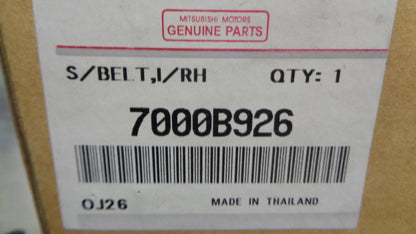 MITSUBISHI MOTORS
GENUINE PARTS
S/BELT,I/RH QTY: 1
7000B926
OJ26 MADE IN THAILAND